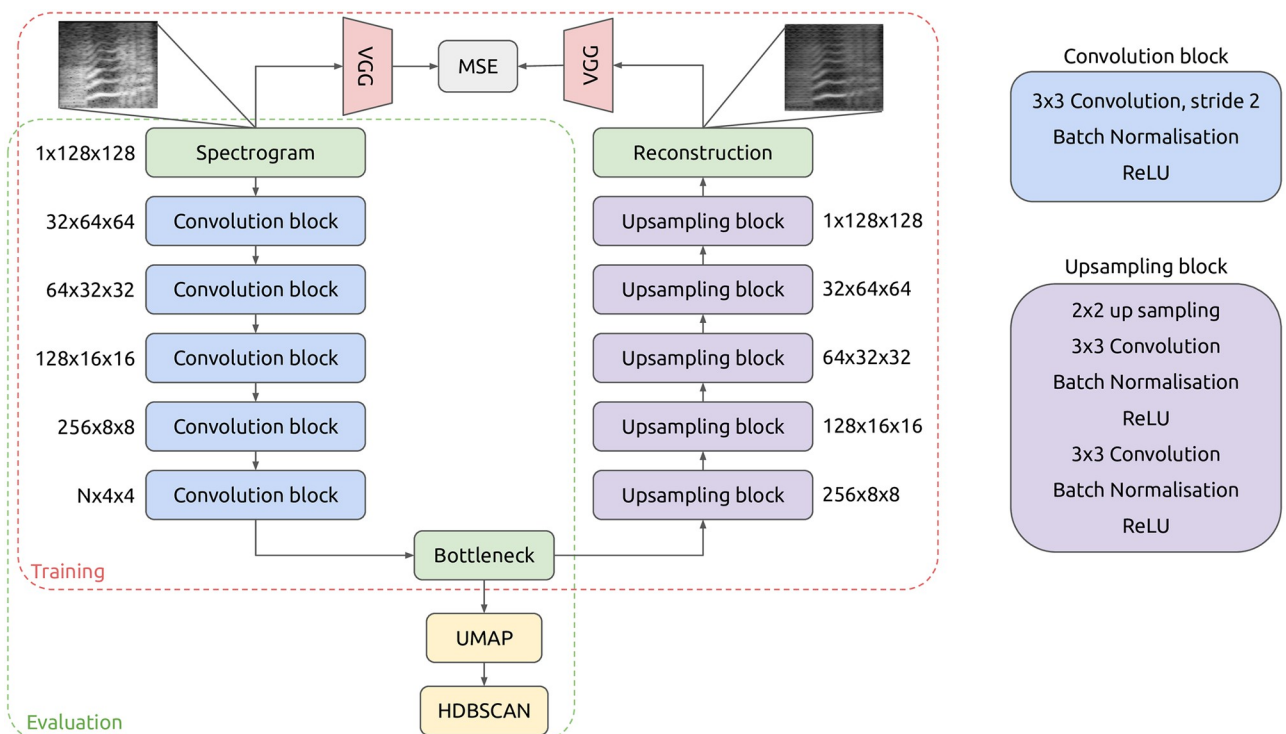 VGG
MSE
VGG
1x128x128
Spectrogram
Reconstruction
32x64x64
Convolution block
Upsampling block
1x128x128
64x32x32
Convolution block
Upsampling block
32x64x64
128x16x16
Convolution block
Upsampling block
64x32x32
256x8x8
Convolution block
Upsampling block
128x16x16
Nx4x4
Convolution block
Upsampling block
256x8x8
Bottleneck
Training
UMAP
HDBSCAN
Evaluation
Convolution block
3x3 Convolution, stride 2
Batch Normalisation
ReLU
Upsampling block
2x2 up sampling
3x3 Convolution
Batch Normalisation
ReLU
3x3 Convolution
Batch Normalisation
ReLU